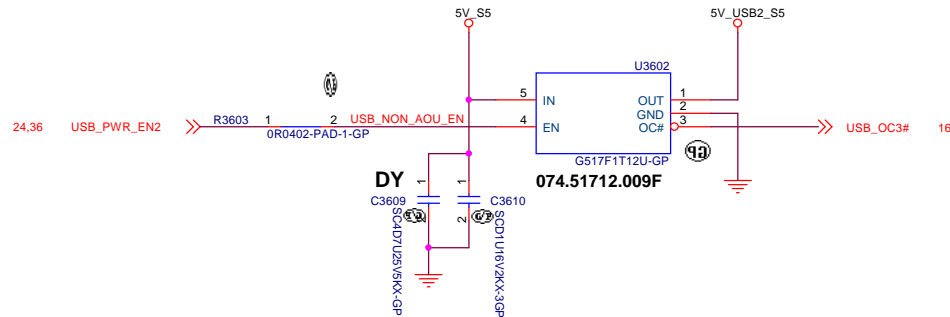 5V_S5
5V_USB2_S5
U3602
24,36 USB_PWR_EN2 R3603 1 2 USB_NON_AOU_EN
0R0402-PAD-1-GP
5 IN OUT 1
GND 2
4 EN OC# 3
USB_OC3# 16
G517F1T12U-GP
074.51712.009F
DY
1 1
C3609 C3610
2 2
SC4D7U25V5KX-GP
SCD1U16V2KX-3GP